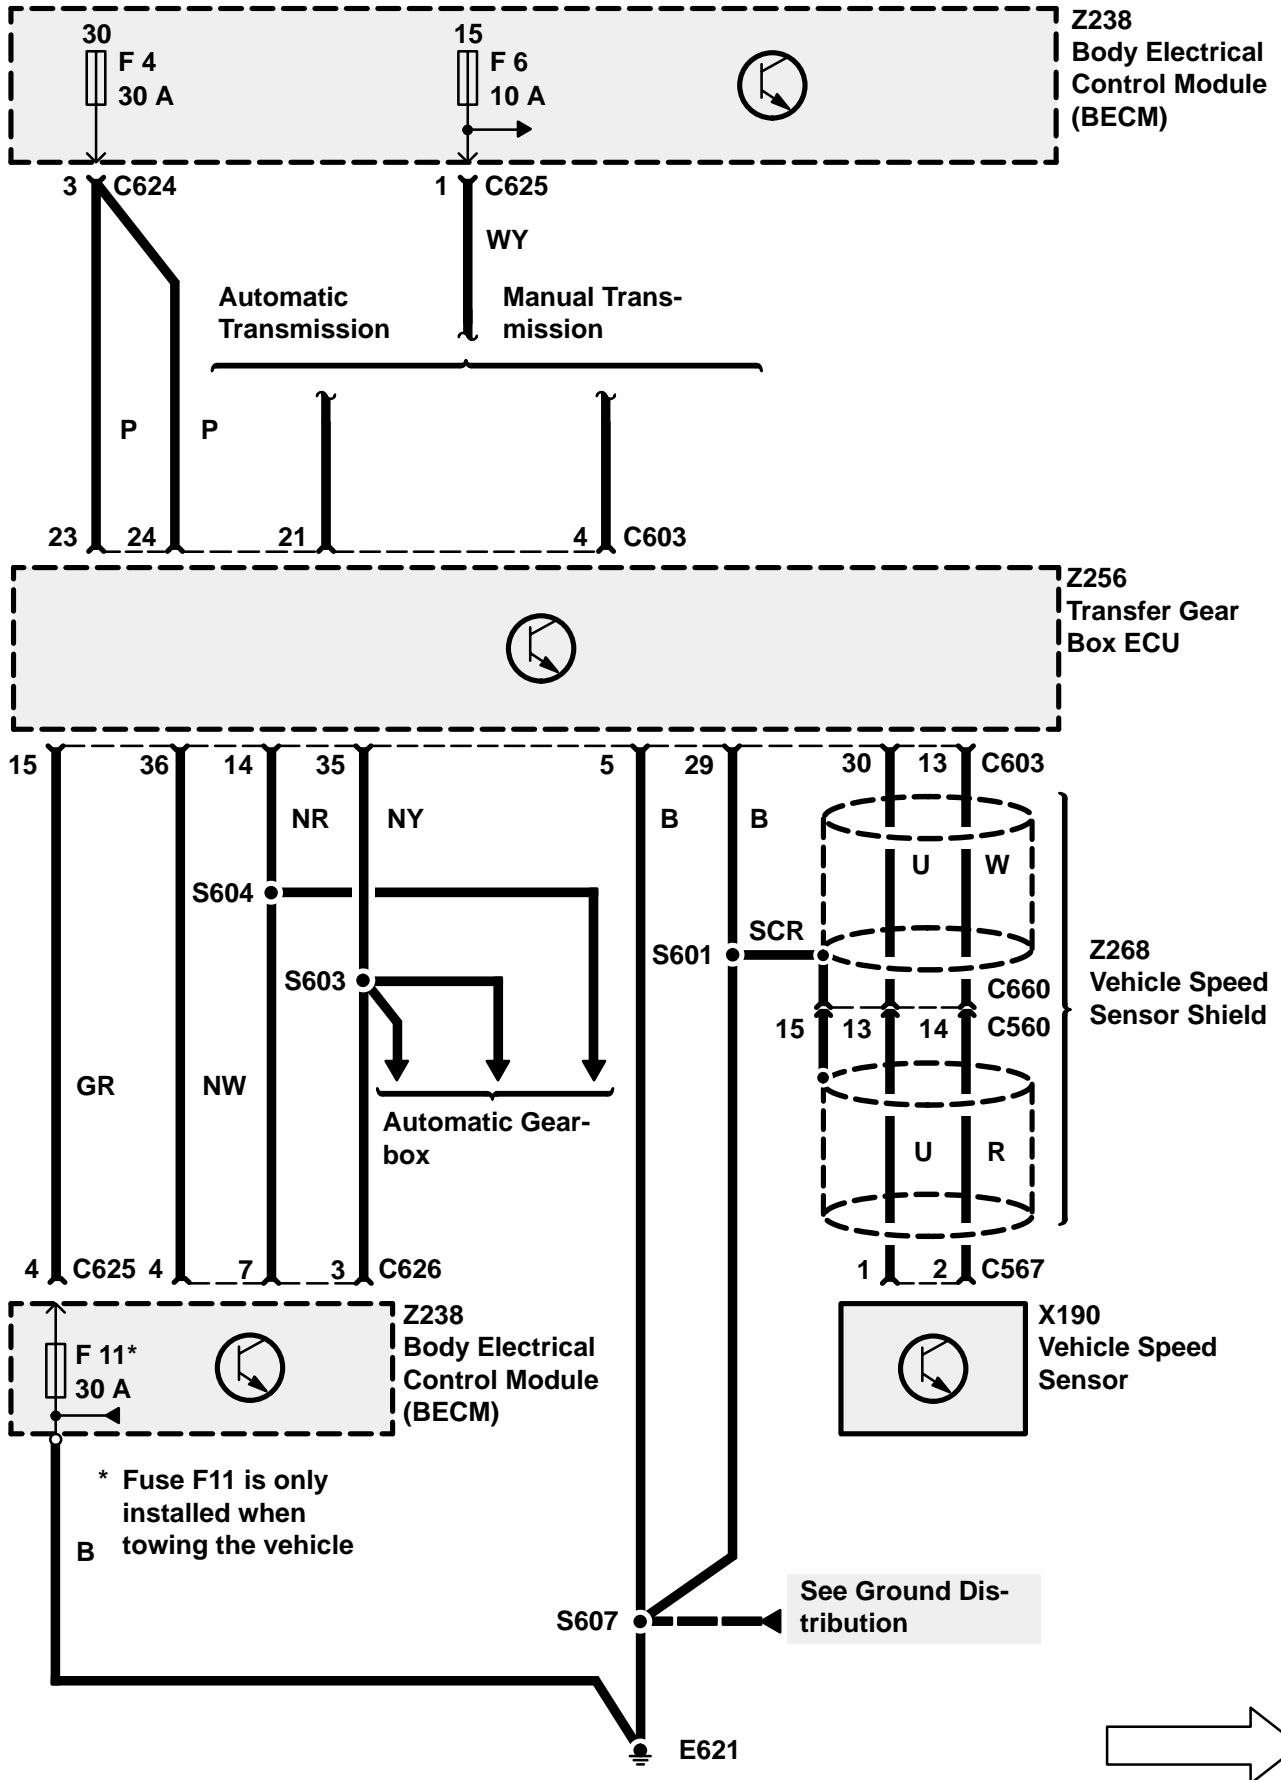 30
F 4
30 A
15
F 6
10 A
Z238
Body Electrical
Control Module
(BECM)
3 C624
1 C625
WY
Automatic
Transmission
Manual Trans-
mission
P
P
23 24 21 4 C603
Z256
Transfer Gear
Box ECU
15 36 14 35 5 29 30 13 C603
NR NY B B
U W
S604
SCR
S601
S603
Z268
Vehicle Speed
Sensor Shield
C660
15 13 14 C560
GR NW
Automatic Gear-
box
U R
4 C625 4 7 3 C626 1 2 C567
F 11*
30 A
Z238
Body Electrical
Control Module
(BECM)
X190
Vehicle Speed
Sensor
* Fuse F11 is only
installed when
towing the vehicle
B
See Ground Dis-
tribution
S607
E621